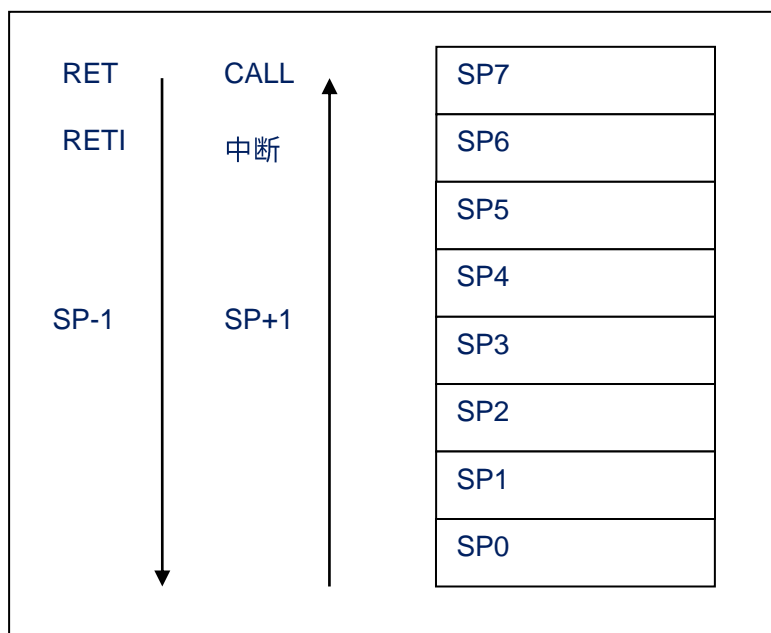 RET CALL SP7
RETI 中断 SP6
SP5
SP4
SP-1 SP+1 SP3
SP2
SP1
SP0